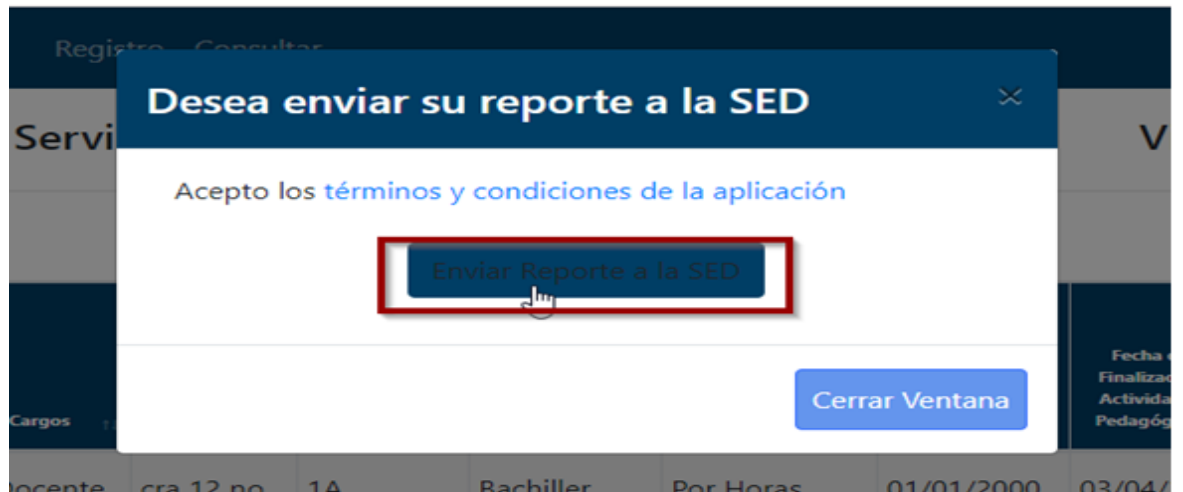 Registro Consultar
Desea enviar su reporte a la SED
×
Servi
V
Acepto los términos y condiciones de la aplicación
Enviar Reporte a la SED
Cerrar Ventana
Cargos
Fecha
Finalizac
Activida
Pedagóg
Docente cra 12 no 1A Bachiller Por Horas 01/01/2000 03/04/